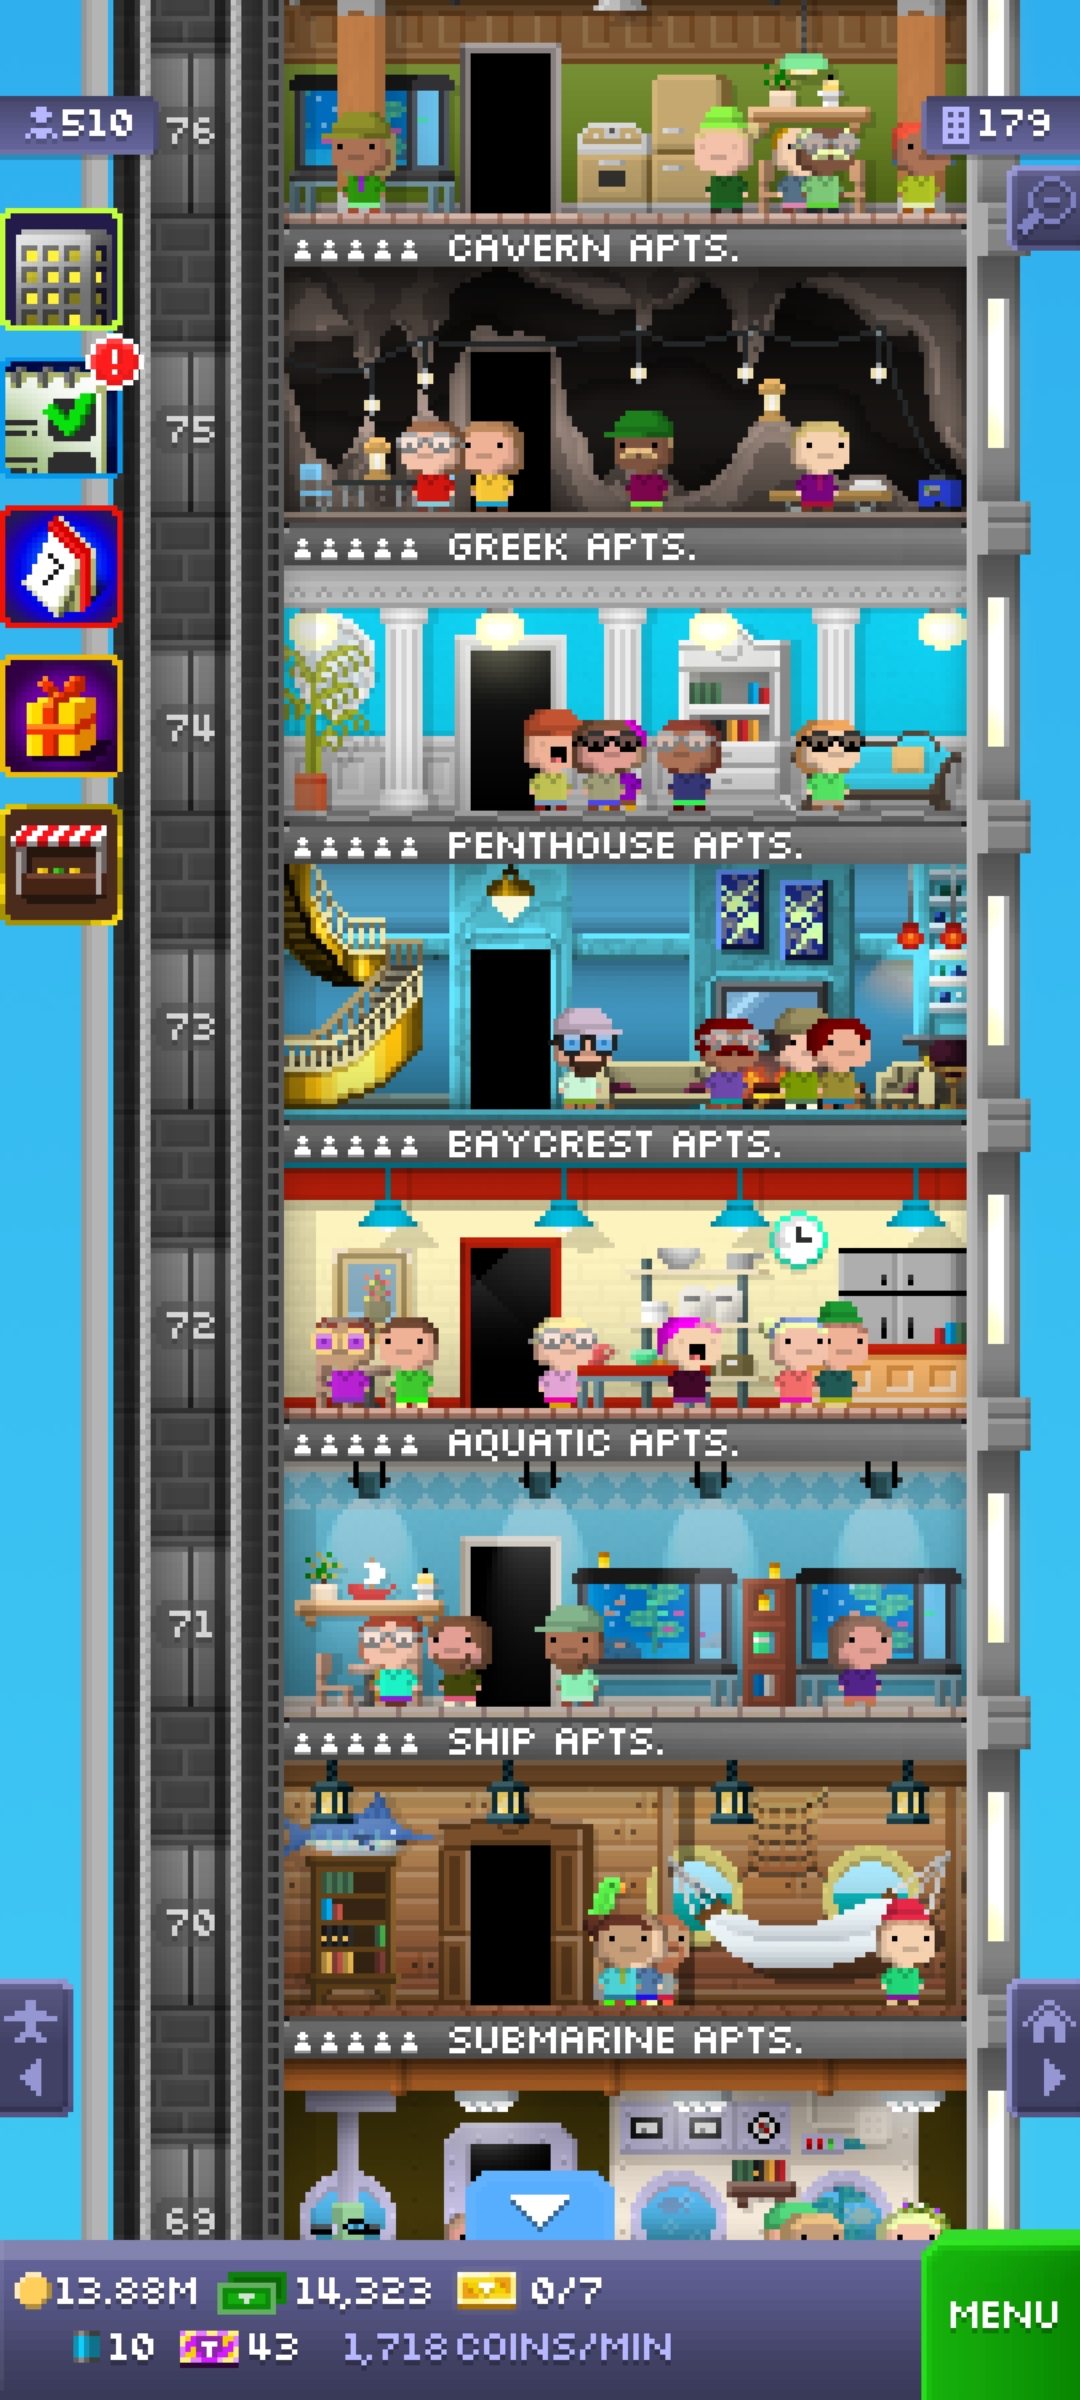 510
179
76
CAVERN APTS.
75
GREEK APTS.
74
PENTHOUSE APTS.
73
BAYCREST APTS.
72
AQUATIC APTS.
71
SHIP APTS.
70
SUBMARINE APTS.
69
13.88M 14,323 0/7
10 43 1,718 COINS/MIN
MENU